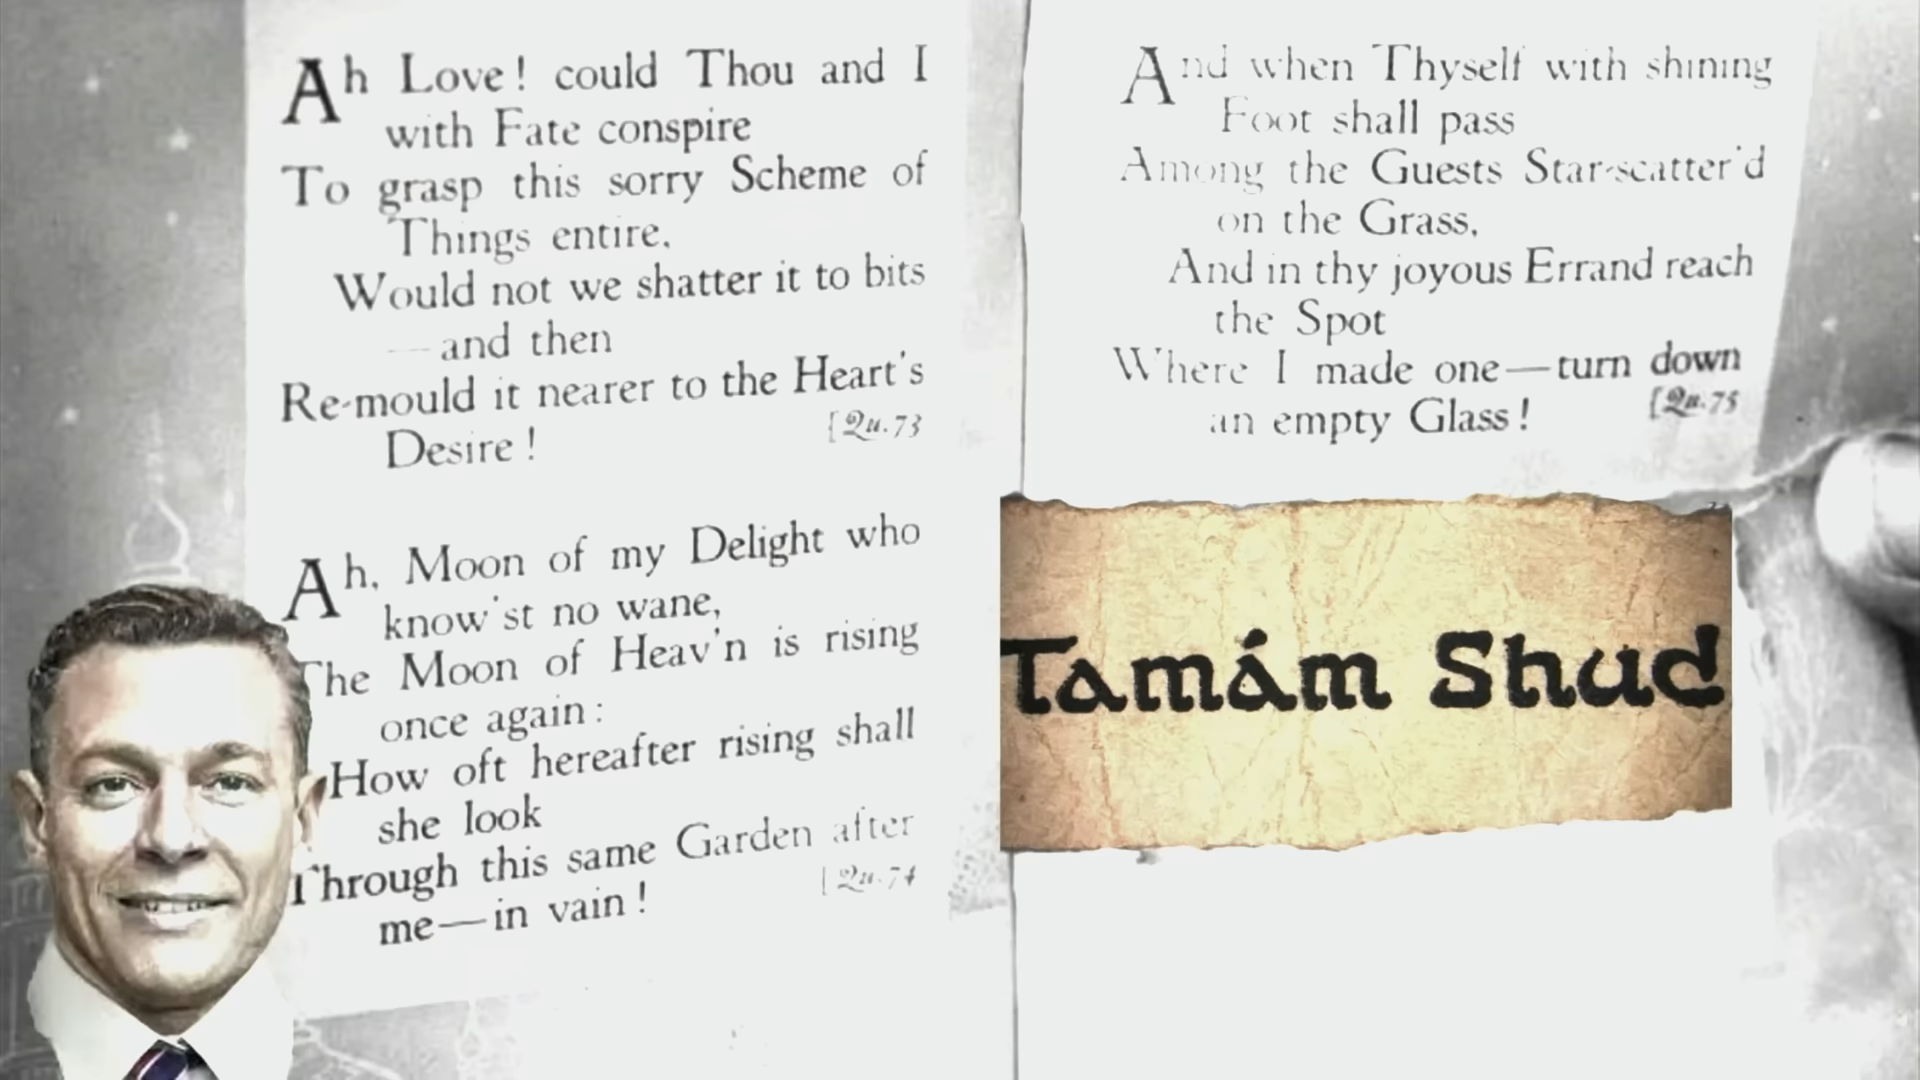 Ah Love! could Thou and I
with Fate conspire
To grasp this sorry Scheme of
Things entire,
Would not we shatter it to bits
—and then
Re-mould it nearer to the Heart's
Desire!
[Qu. 73
Ah, Moon of my Delight who
know'st no wane,
The Moon of Heav'n is rising
once again:
How oft hereafter rising shall
she look
Through this same Garden after
me—in vain!
[Qu. 74
And when Thyself with shining
Foot shall pass
Among the Guests Star-scatter'd
on the Grass,
And in thy joyous Errand reach
the Spot
Where I made one—turn down
an empty Glass!
[Qu. 75
Tamám Shud